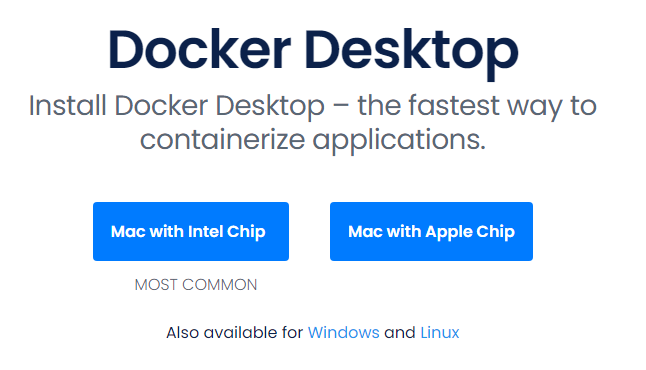 Docker Desktop
Install Docker Desktop – the fastest way to
containerize applications.
Mac with Intel Chip
Mac with Apple Chip
MOST COMMON
Also available for Windows and Linux